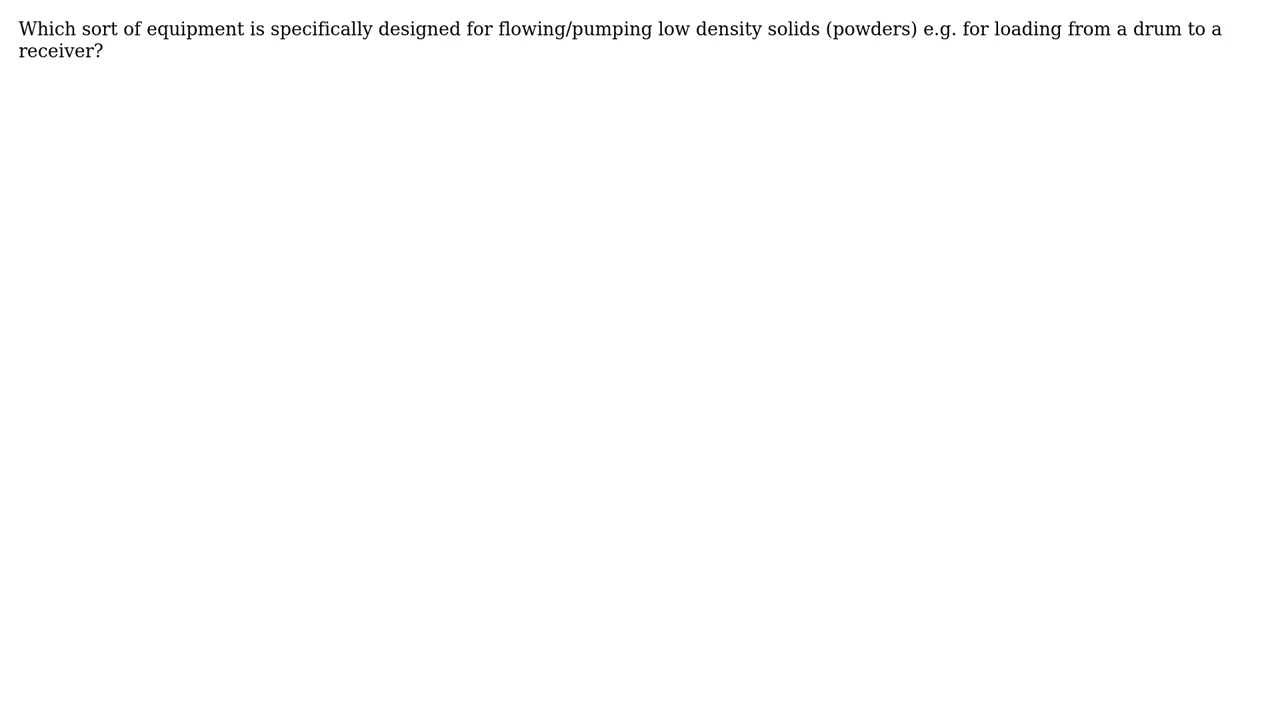 Which sort of equipment is specifically designed for flowing/pumping low density solids (powders) e.g. for loading from a drum to a
receiver?